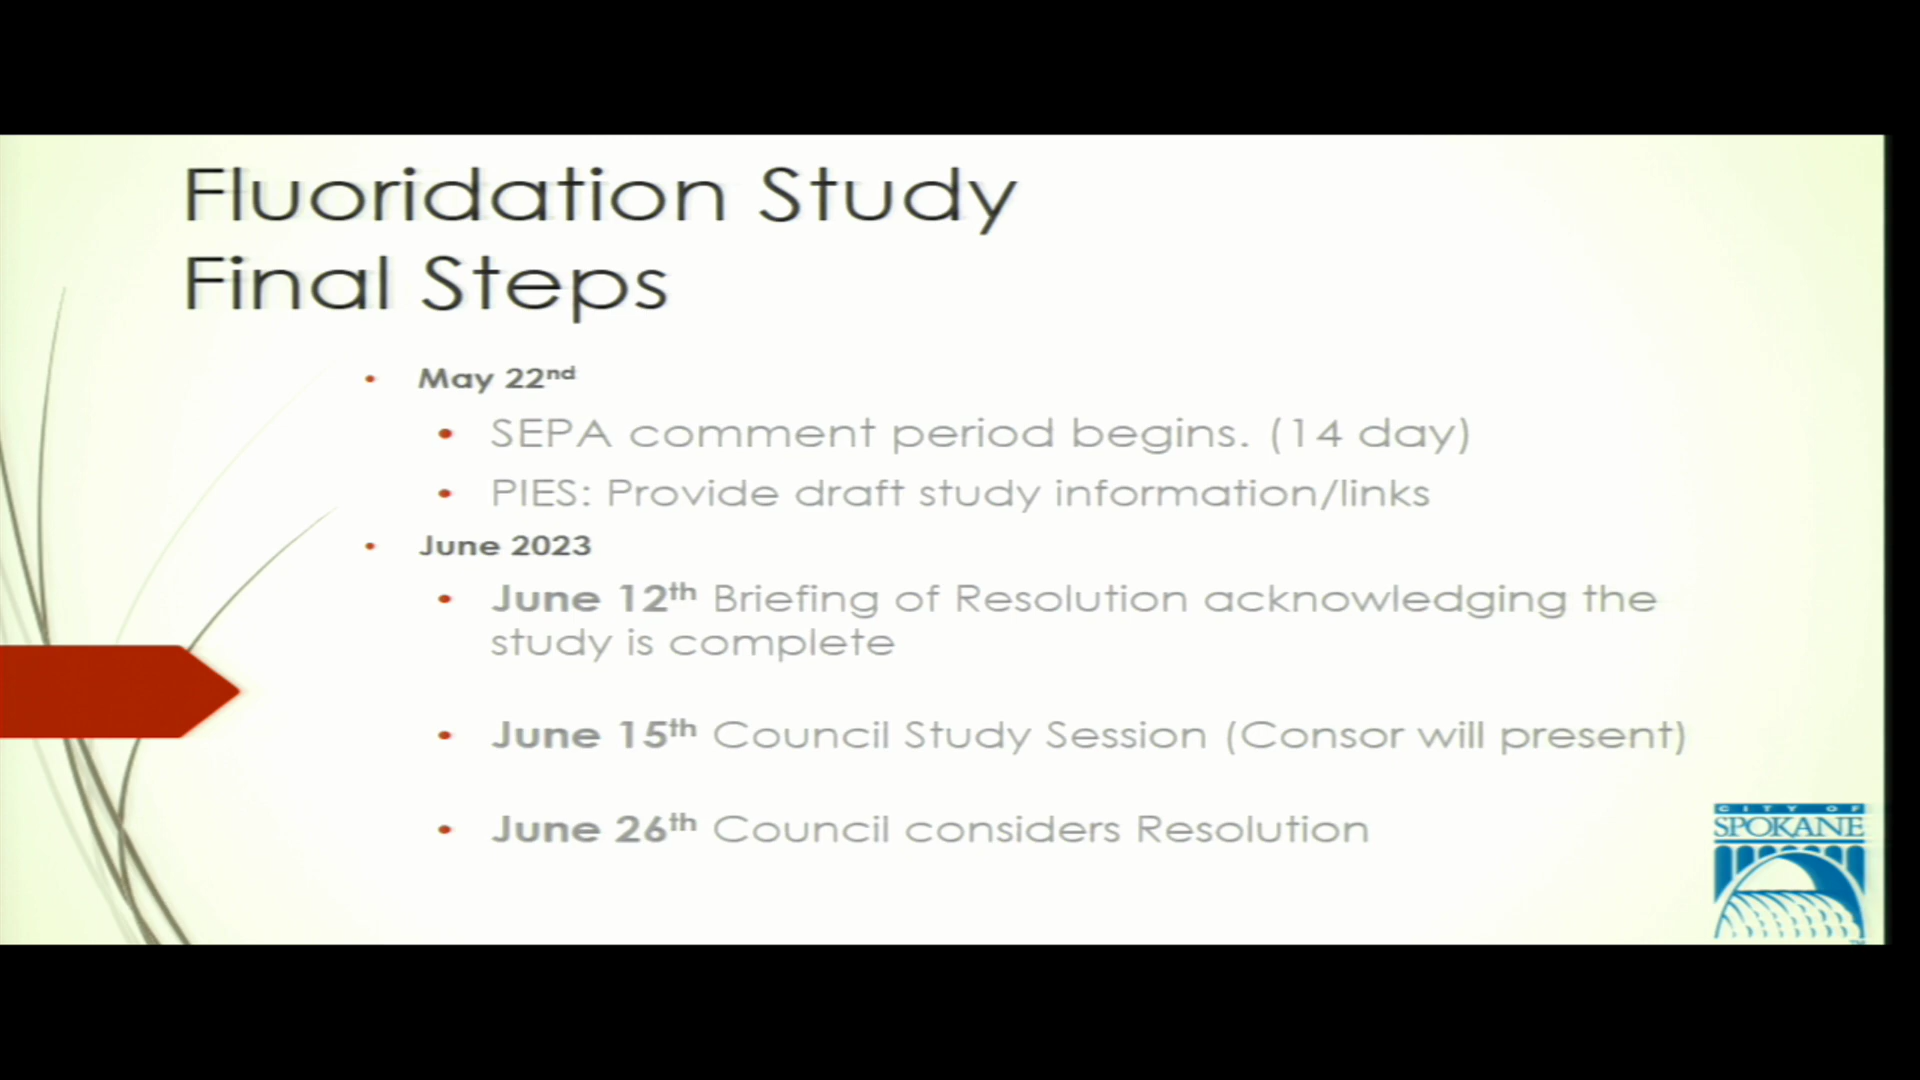 Fluoridation Study
Final Steps
• May 22nd
• SEPA comment period begins. (14 day)
• PIES: Provide draft study information/links
• June 2023
• June 12th Briefing of Resolution acknowledging the
study is complete
• June 15th Council Study Session (Consor will present)
• June 26th Council considers Resolution
CITY OF
SPOKANE
TM